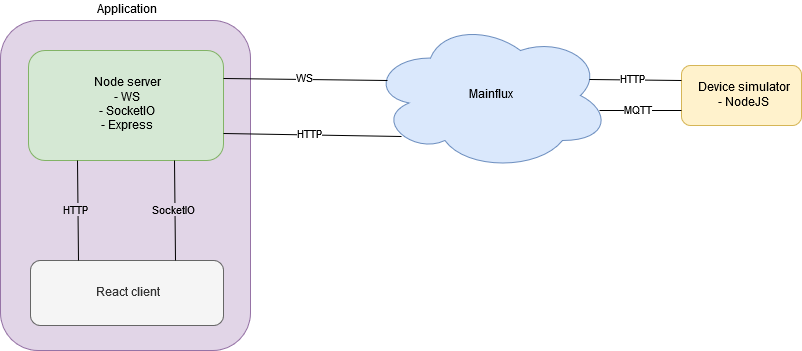 Application
Node server
- WS
- SocketIO
- Express
WS
HTTP
Mainflux
HTTP
MQTT
Device simulator
- NodeJS
HTTP
SocketIO
React client